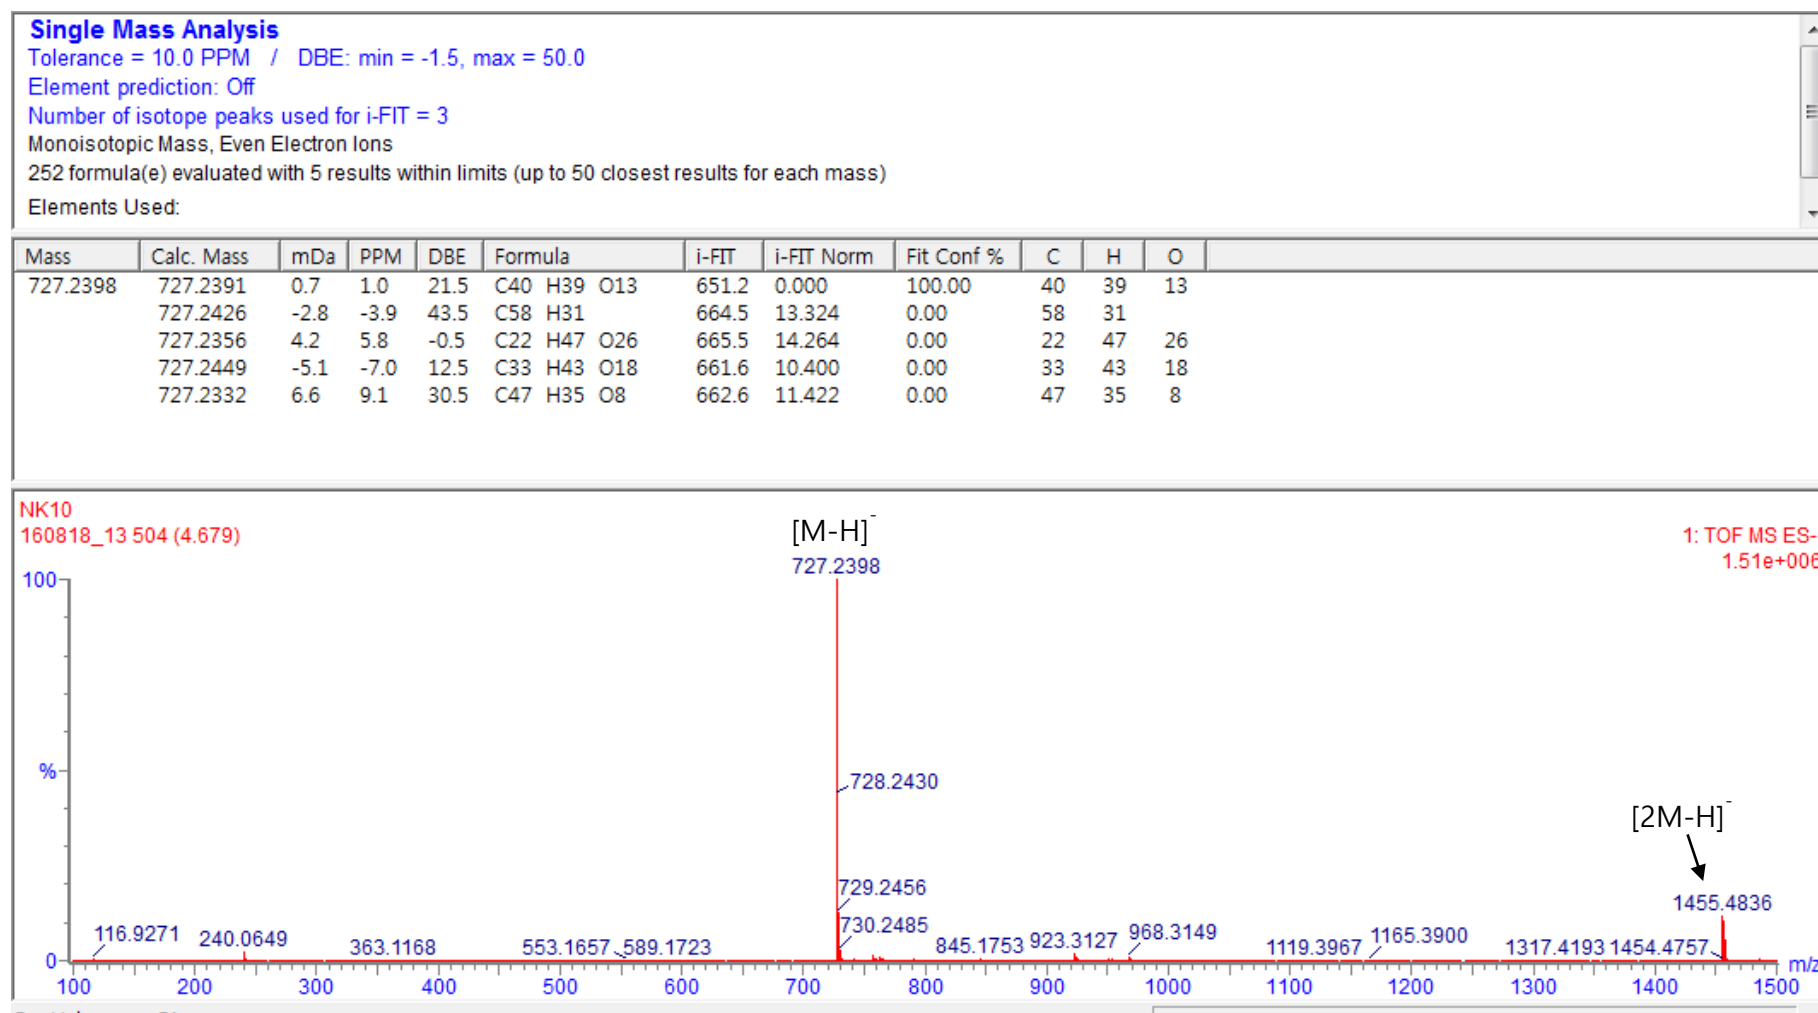 Single Mass Analysis
Tolerance = 10.0 PPM / DBE: min = -1.5, max = 50.0
Element prediction: Off
Number of isotope peaks used for i-FIT = 3
Monoisotopic Mass, Even Electron Ions
252 formula(e) evaluated with 5 results within limits (up to 50 closest results for each mass)
Elements Used:
Mass Calc. Mass mDa PPM DBE Formula i-FIT i-FIT Norm Fit Conf % C H O
727.2398 727.2391 0.7 1.0 21.5 C40 H39 O13 651.2 0.000 100.00 40 39 13
727.2426 -2.8 -3.9 43.5 C58 H31 664.5 13.324 0.00 58 31
727.2356 4.2 5.8 -0.5 C22 H47 O26 665.5 14.264 0.00 22 47 26
727.2449 -5.1 -7.0 12.5 C33 H43 O18 661.6 10.400 0.00 33 43 18
727.2332 6.6 9.1 30.5 C47 H35 O8 662.6 11.422 0.00 47 35 8
NK10
160818_13 504 (4.679)
[M-H]-
1: TOF MS ES-
1.51e+006
727.2398
100
728.2430
%
[2M-H]-
729.2456
1455.4836
730.2485
116.9271 240.0649 363.1168 553.1657 589.1723 845.1753 923.3127 968.3149 1119.3967 1165.3900 1317.4193 1454.4757
0
m/z
100 200 300 400 500 600 700 800 900 1000 1100 1200 1300 1400 1500